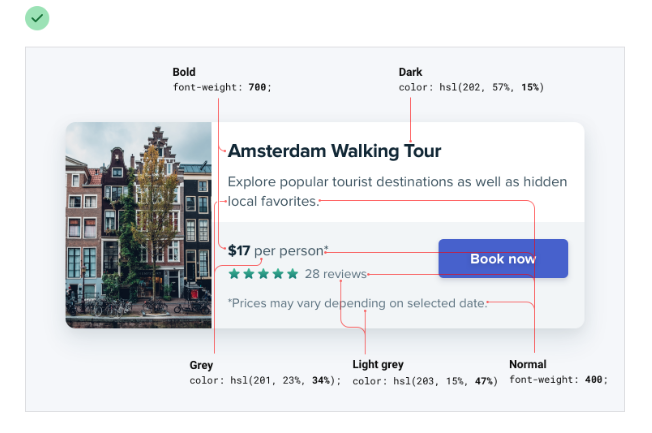 Bold
font-weight: 700;
Dark
color: hsl(202, 57%, 15%)
Amsterdam Walking Tour
Explore popular tourist destinations as well as hidden
local favorites.
$17 per person*
Book now
28 reviews
*Prices may vary depending on selected date.
Grey
color: hsl(201, 23%, 34%);
Light grey
color: hsl(203, 15%, 47%)
Normal
font-weight: 400;